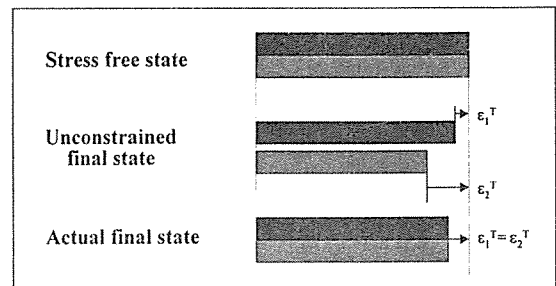 Stress free state
ε₁ᵀ
Unconstrained
final state
ε₂ᵀ
Actual final state
ε₁ᵀ= ε₂ᵀ